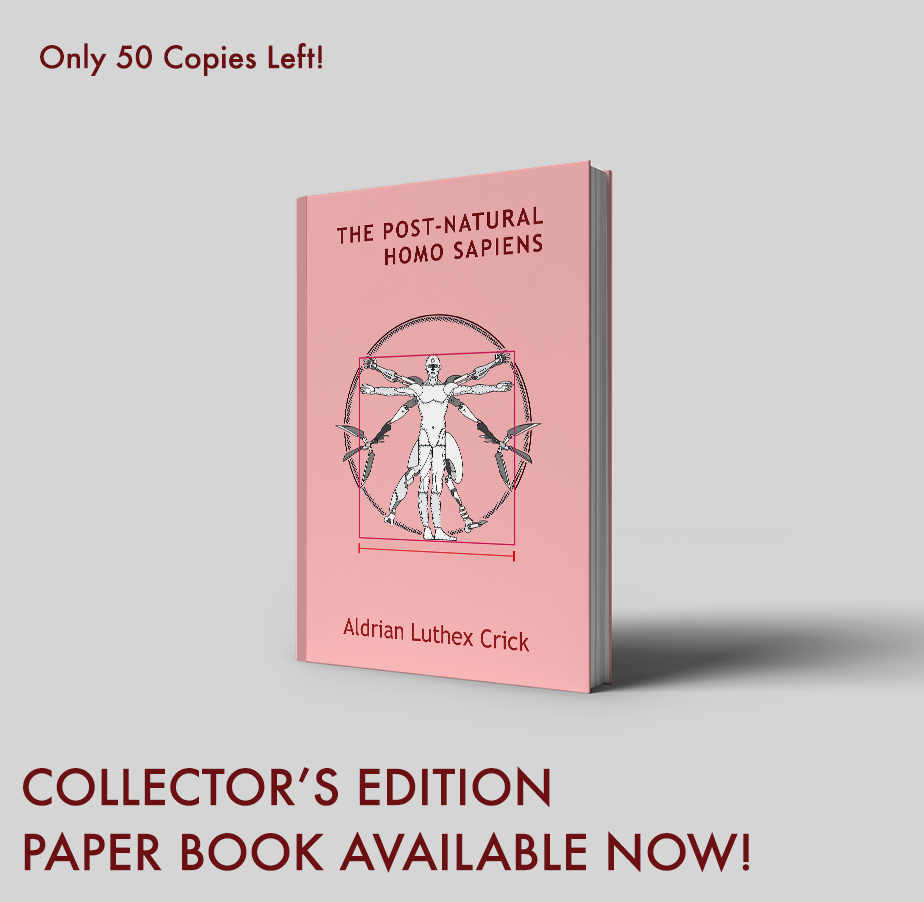 Only 50 Copies Left!
THE POST-NATURAL
HOMO SAPIENS
Aldrian Luthex Crick
COLLECTOR’S EDITION
PAPER BOOK AVAILABLE NOW!